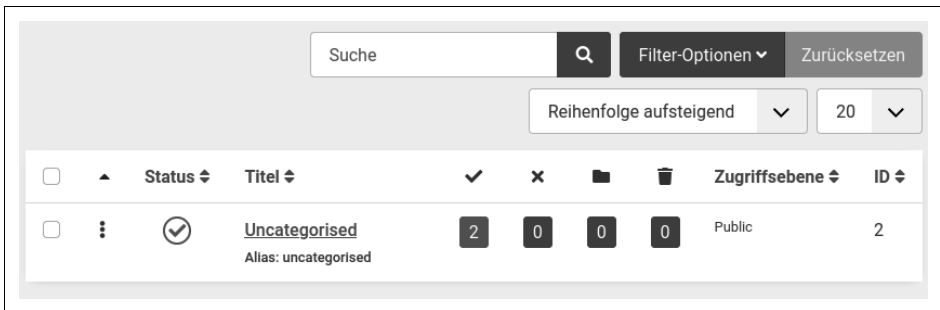 Suche Filter-Optionen Zurücksetzen
Reihenfolge aufsteigend 20
Status Titel Zugriffsebene ID
Uncategorised 2 0 0 0 Public 2
Alias: uncategorised